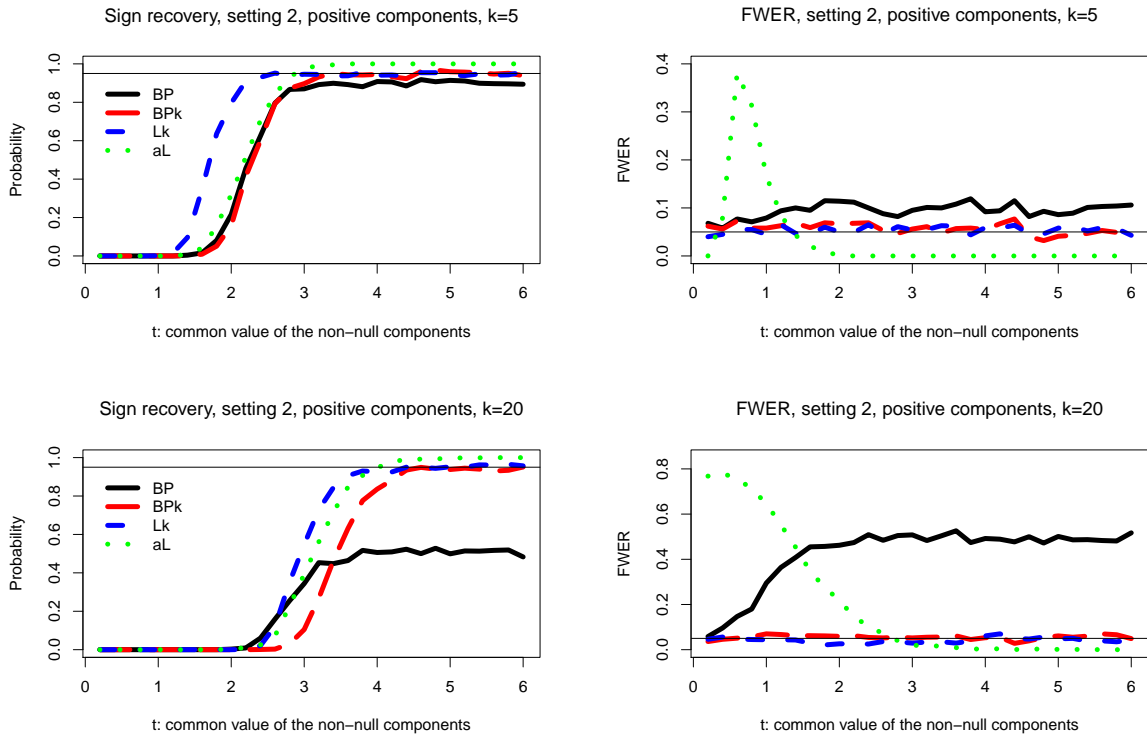 Sign recovery, setting 2, positive components, k=5
Probability
1.0
0.8
0.6
0.4
0.2
0.0
BP
BPk
Lk
aL
0 1 2 3 4 5 6
t: common value of the non−null components
FWER, setting 2, positive components, k=5
FWER
0.4
0.3
0.2
0.1
0.0
0 1 2 3 4 5 6
t: common value of the non−null components
Sign recovery, setting 2, positive components, k=20
Probability
1.0
0.8
0.6
0.4
0.2
0.0
BP
BPk
Lk
aL
0 1 2 3 4 5 6
t: common value of the non−null components
FWER, setting 2, positive components, k=20
FWER
0.8
0.6
0.4
0.2
0.0
0 1 2 3 4 5 6
t: common value of the non−null components